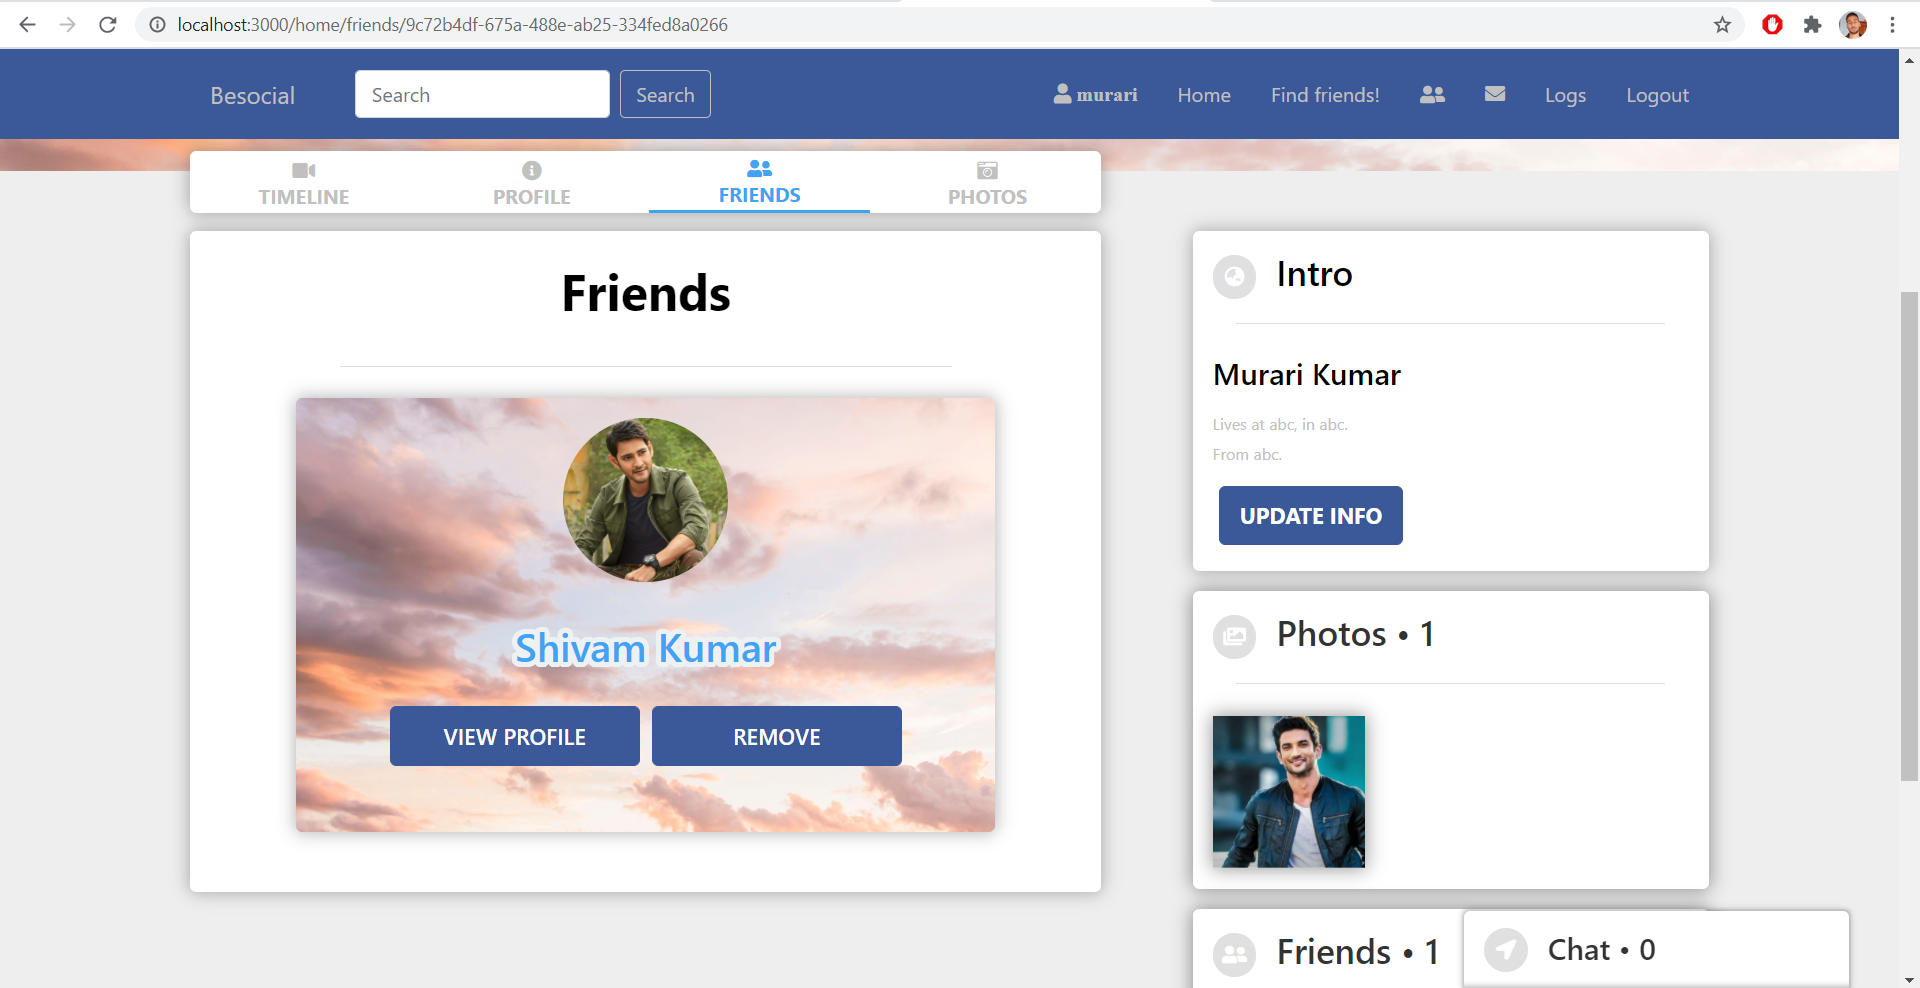 localhost:3000/home/friends/9c72b4df-675a-488e-ab25-334fed8a0266
Besocial
Search
Search
murari
Home
Find friends!
Logs
Logout
TIMELINE
PROFILE
FRIENDS
PHOTOS
Friends
Shivam Kumar
VIEW PROFILE
REMOVE
Intro
Murari Kumar
Lives at abc, in abc.
From abc.
UPDATE INFO
Photos • 1
Friends • 1
Chat • 0